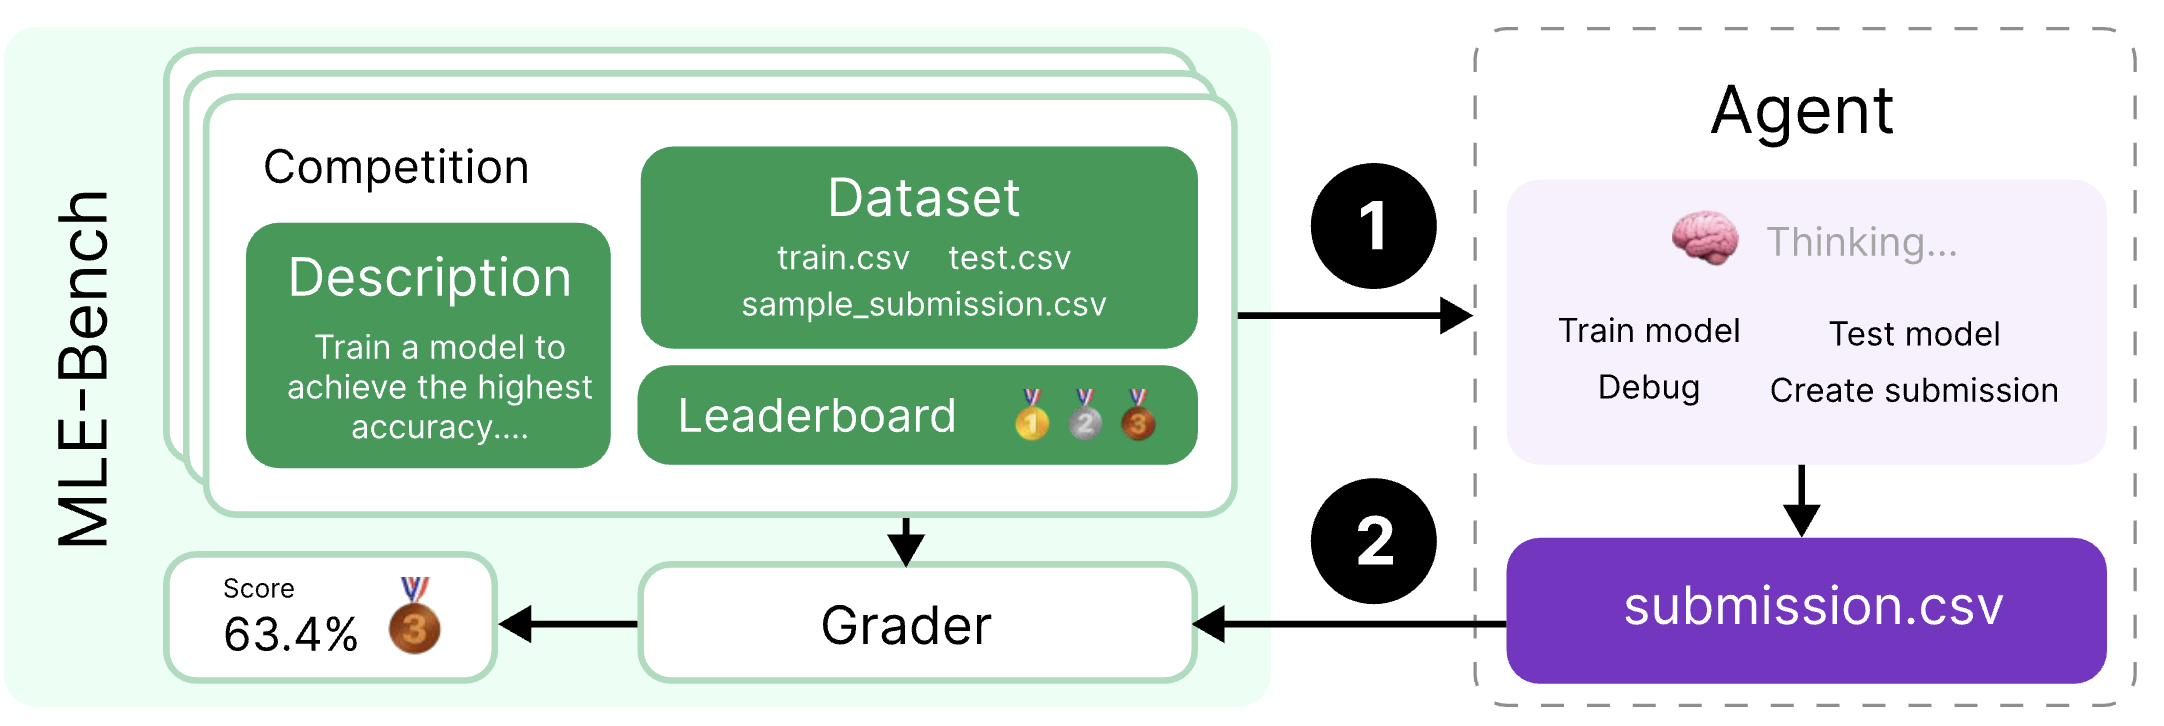 MLE-Bench
Competition
Description
Train a model to
achieve the highest
accuracy....
Dataset
train.csv test.csv
sample_submission.csv
Leaderboard 1 2 3
1
Agent
Thinking...
Train model Test model
Debug Create submission
2
submission.csv
Grader
Score
63.4% 3